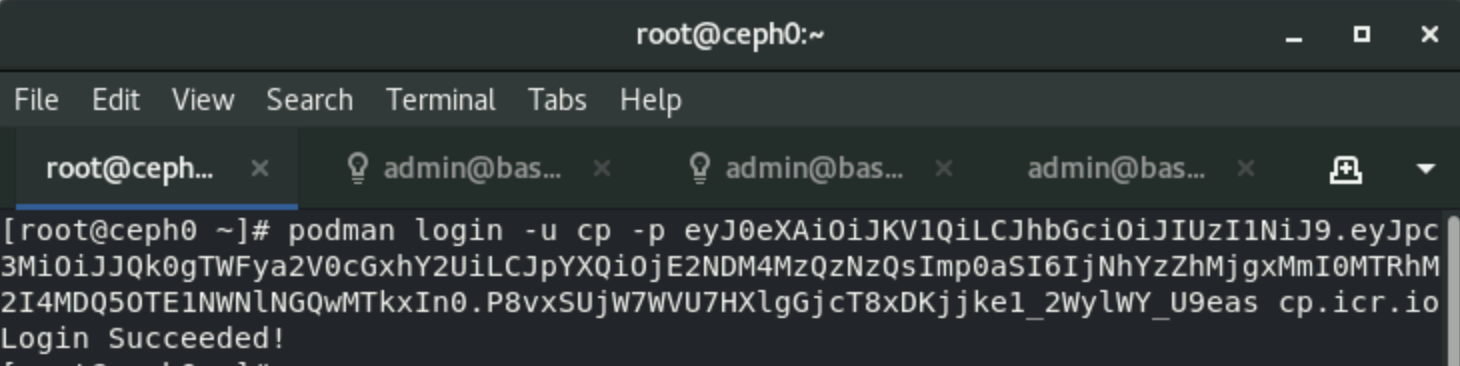 root@ceph0:~
File Edit View Search Terminal Tabs Help
root@ceph... admin@bas... admin@bas... admin@bas...
[root@ceph0 ~]# podman login -u cp -p eyJ0eXAiOiJKV1QiLCJhbGciOiJIUzI1NiJ9.eyJpc
3MiOiJJQk0gTWFya2V0cGxhY2UiLCJpYXQiOjE2NDM4MzQzNzQsImp0aSI6IjNhYzZhMjgxMmI0MTRhM
2I4MDQ5OTE1NWNlNGQwMTkxIn0.P8vxSUjW7WVU7HXlgGjcT8xDKjjke1_2WylWY_U9eas cp.icr.io
Login Succeeded!